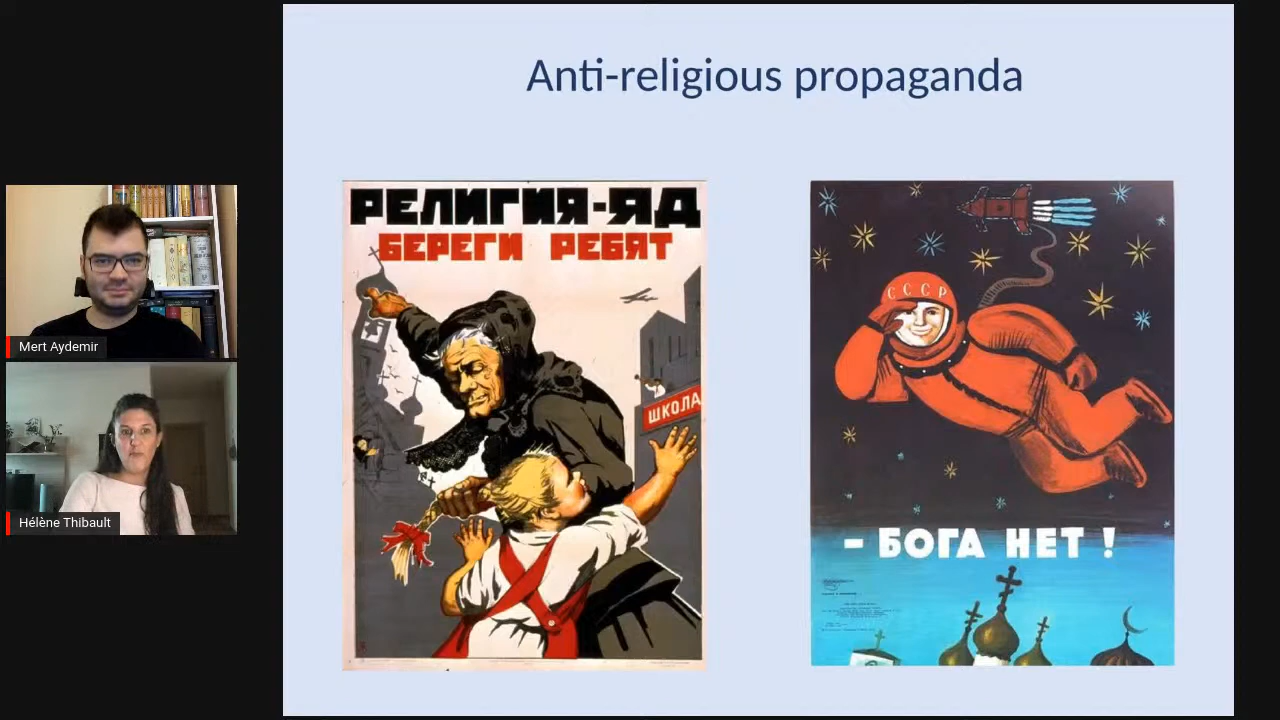 Anti-religious propaganda
РЕЛИГИЯ-ЯД
БЕРЕГИ РЕБЯТ
ШКОЛА
СССР
- БОГА НЕТ !
Mert Aydemir
Hélène Thibault